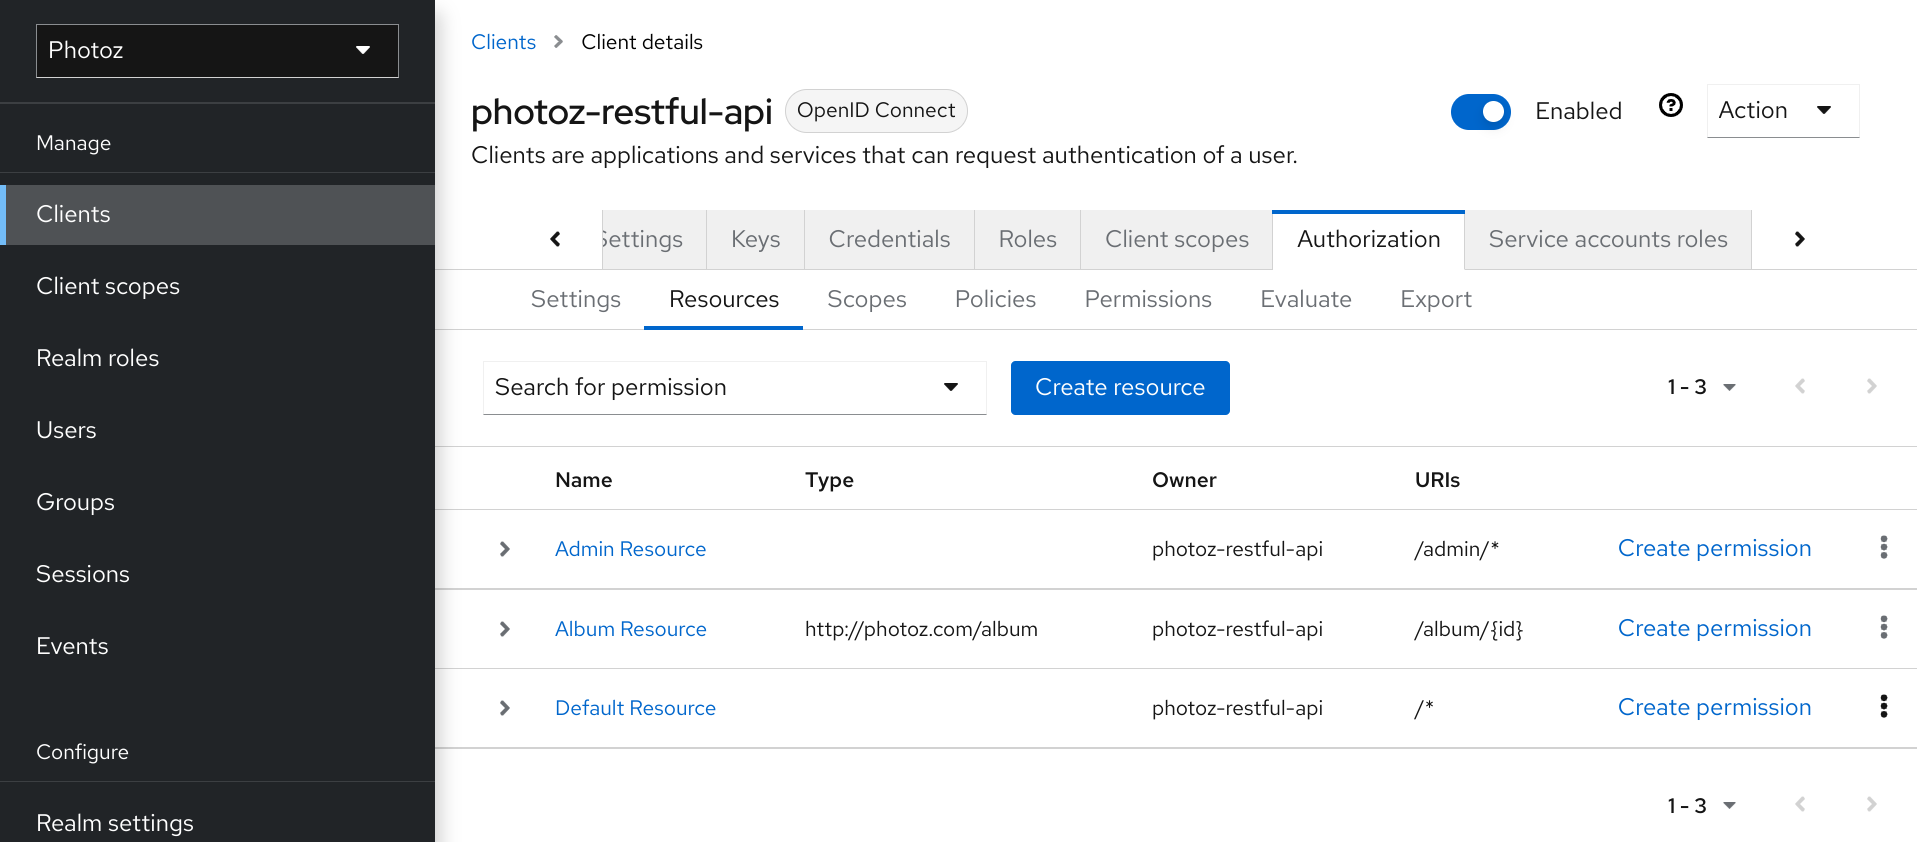 Photoz
Manage
Clients
Client scopes
Realm roles
Users
Groups
Sessions
Events
Configure
Realm settings
Clients > Client details
photoz-restful-api OpenID Connect
Enabled Action
Clients are applications and services that can request authentication of a user.
Settings Keys Credentials Roles Client scopes Authorization Service accounts roles
Settings Resources Scopes Policies Permissions Evaluate Export
Search for permission Create resource 1 - 3
Name Type Owner URIs
Admin Resource photoz-restful-api /admin/* Create permission
Album Resource http://photoz.com/album photoz-restful-api /album/{id} Create permission
Default Resource photoz-restful-api /* Create permission
1 - 3